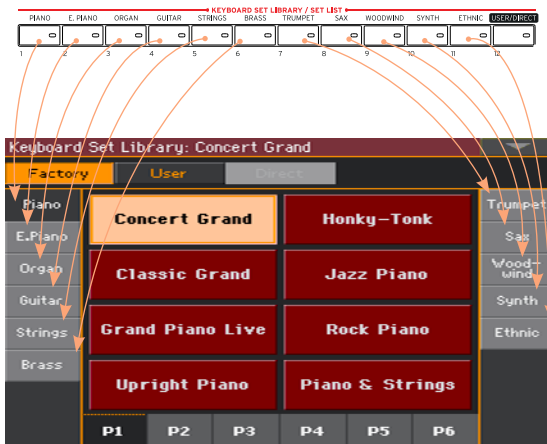 KEYBOARD SET LIBRARY / SET LIST
PIANO E. PIANO ORGAN GUITAR STRINGS BRASS TRUMPET SAX WOODWIND SYNTH ETHNIC USER/DIRECT
1 2 3 4 5 6 7 8 9 10 11 12
Keyboard Set Library: Concert Grand
Factory User Direct
Piano Concert Grand Honky-Tonk Trumpet
E.Piano Sax
Organ Classic Grand Jazz Piano Wood-
wind
Guitar Synth
Strings Grand Piano Live Rock Piano Ethnic
Brass
Upright Piano Piano & Strings
P1 P2 P3 P4 P5 P6